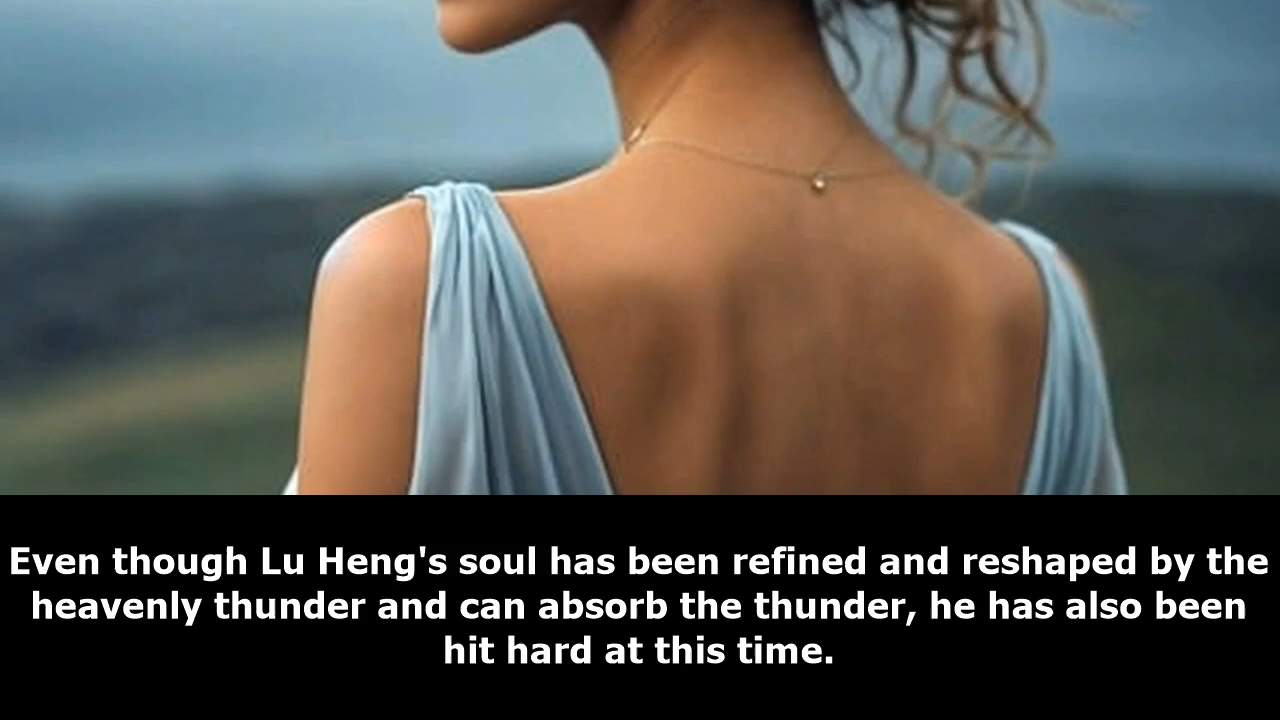 Even though Lu Heng's soul has been refined and reshaped by the
heavenly thunder and can absorb the thunder, he has also been
hit hard at this time.